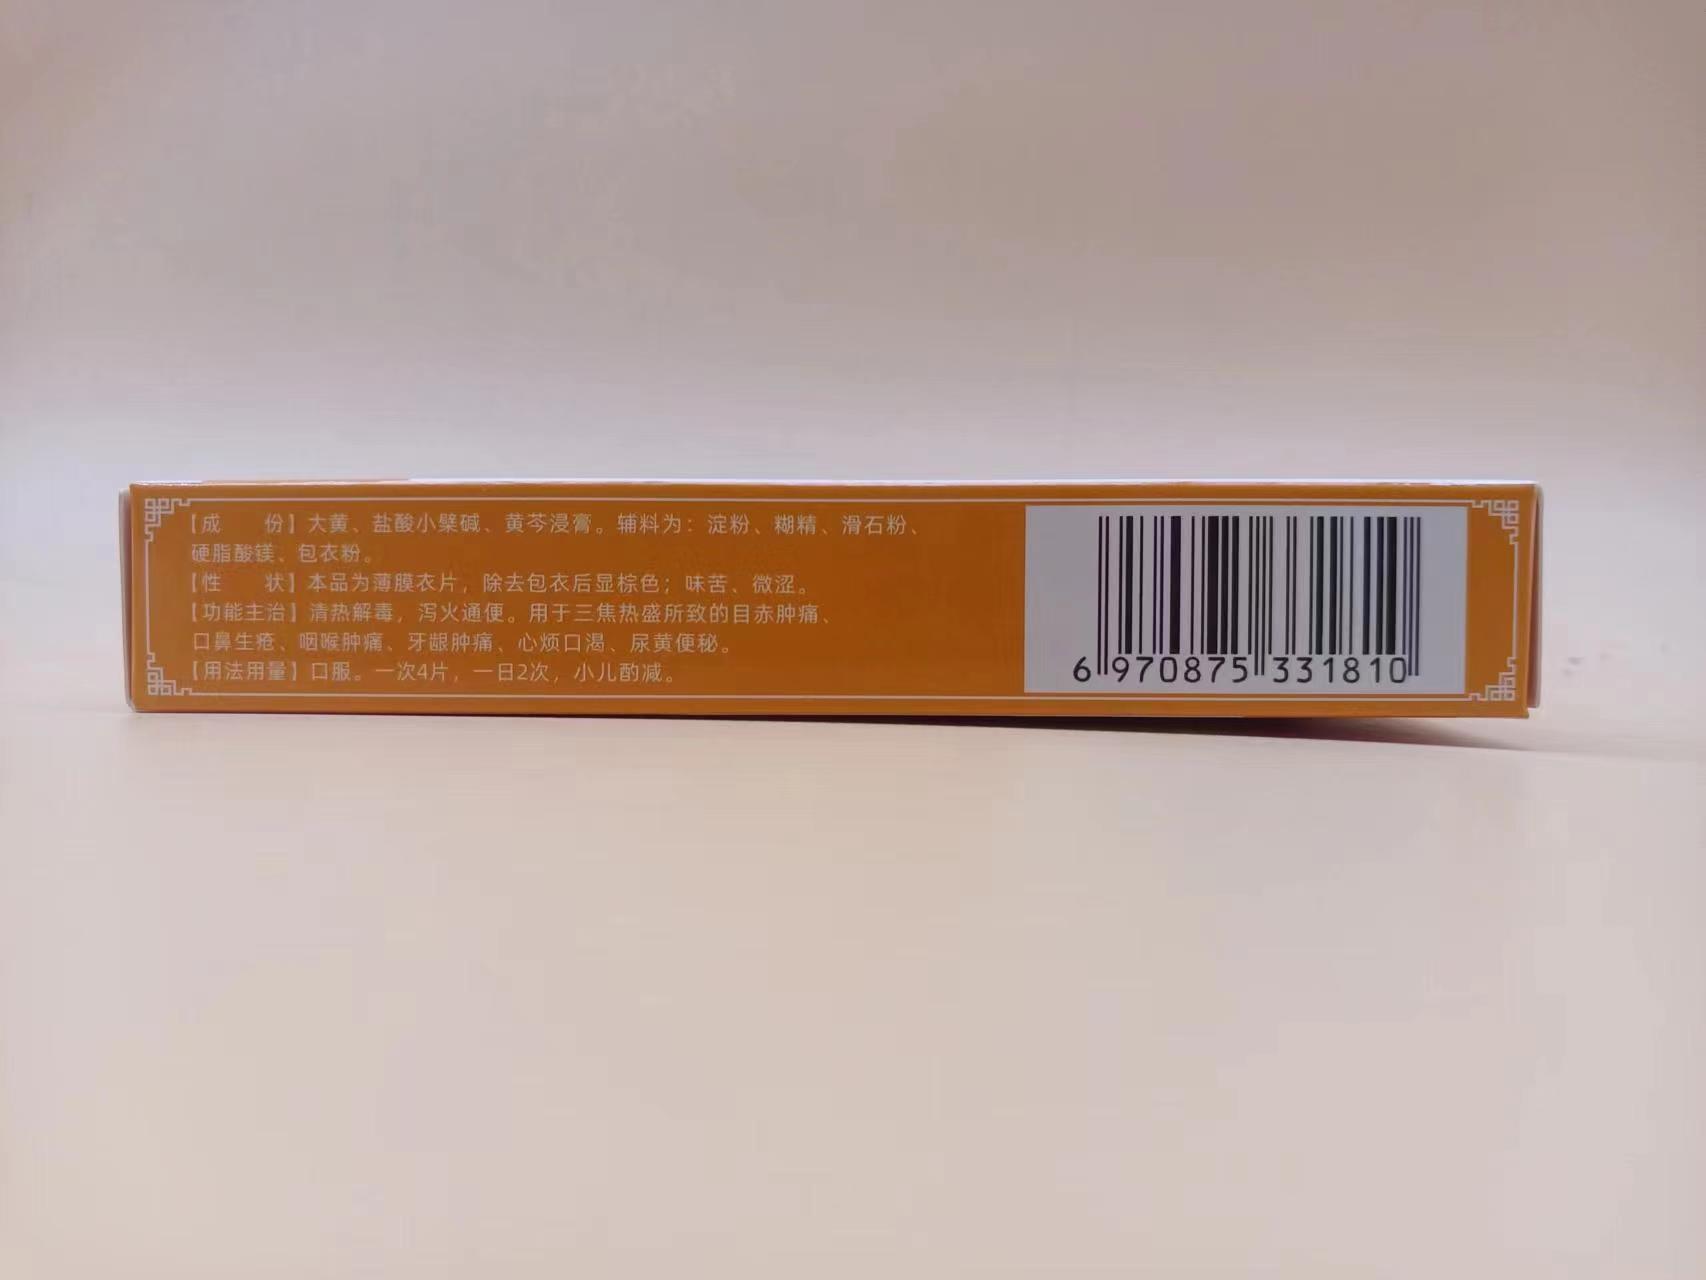 【成　　份】大黄、盐酸小檗碱、黄芩浸膏。辅料为：淀粉、糊精、滑石粉、
硬脂酸镁、包衣粉。
【性　　状】本品为薄膜衣片，除去包衣后显棕色；味苦、微涩。
【功能主治】清热解毒，泻火通便。用于三焦热盛所致的目赤肿痛、
口鼻生疮、咽喉肿痛、牙龈肿痛、心烦口渴、尿黄便秘。
【用法用量】口服。一次4片，一日2次，小儿酌减。
6 970875 331810